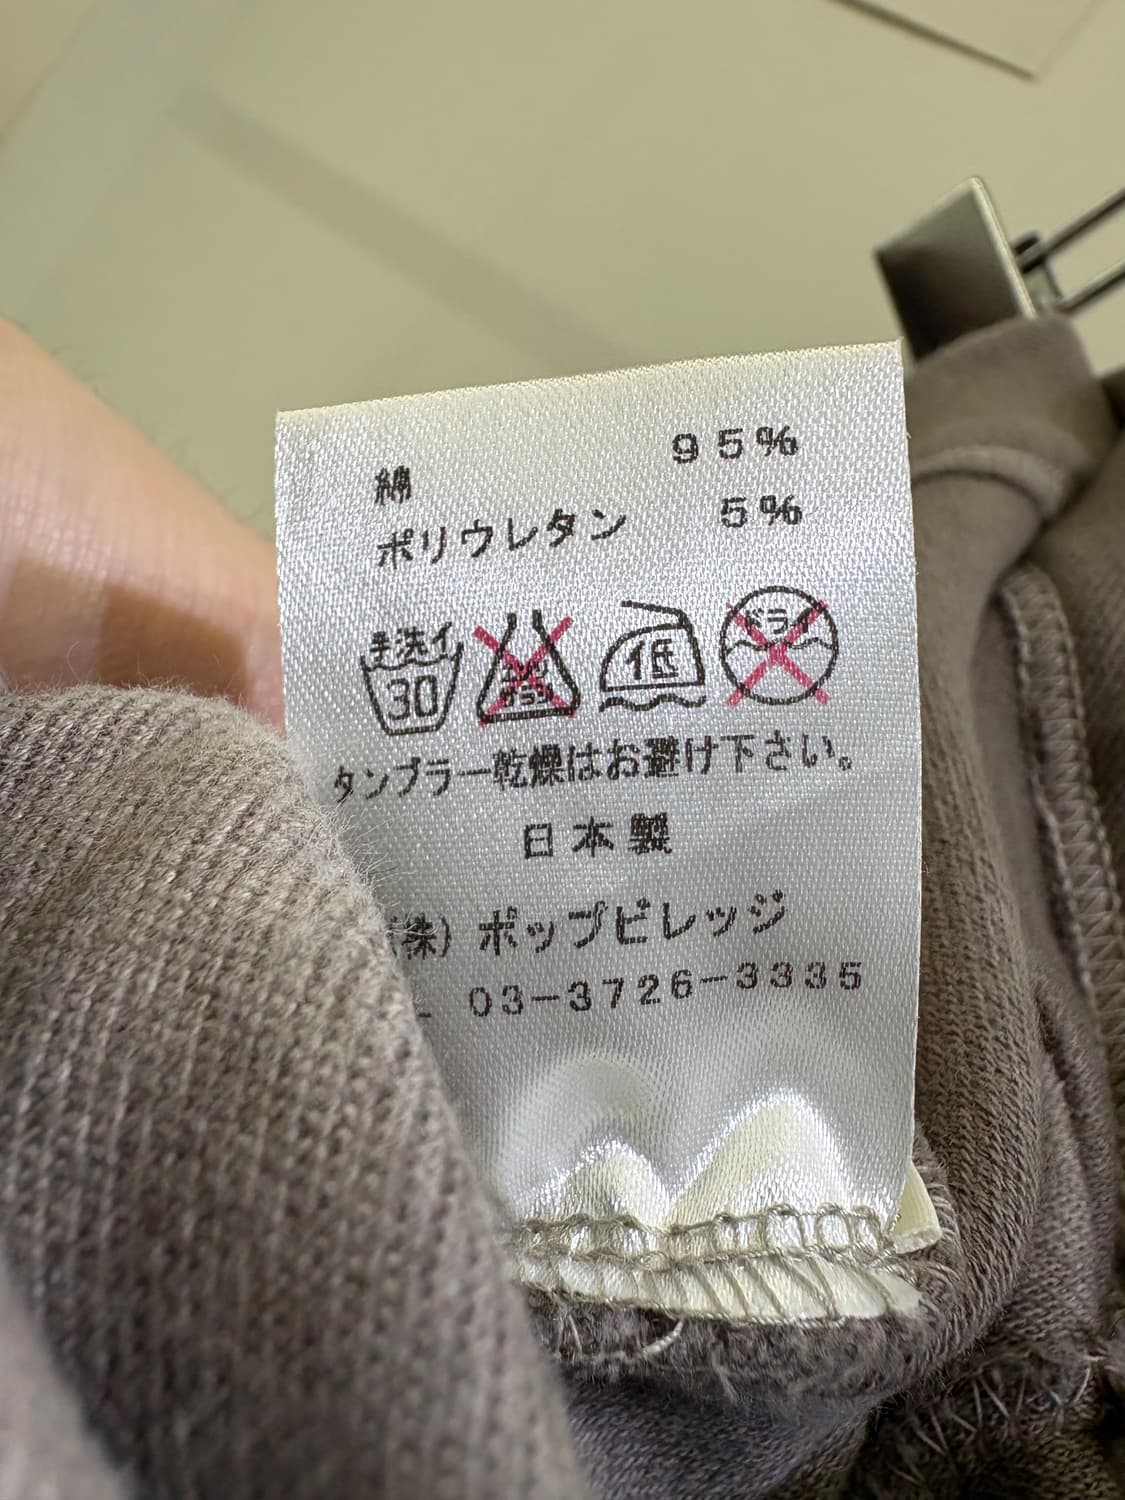 綿 95%
ポリウレタン 5%
手洗イ 30 低 ドライ
タンブラー乾燥はお避け下さい。
日本製
(株) ポップビレッジ
03-3726-3335